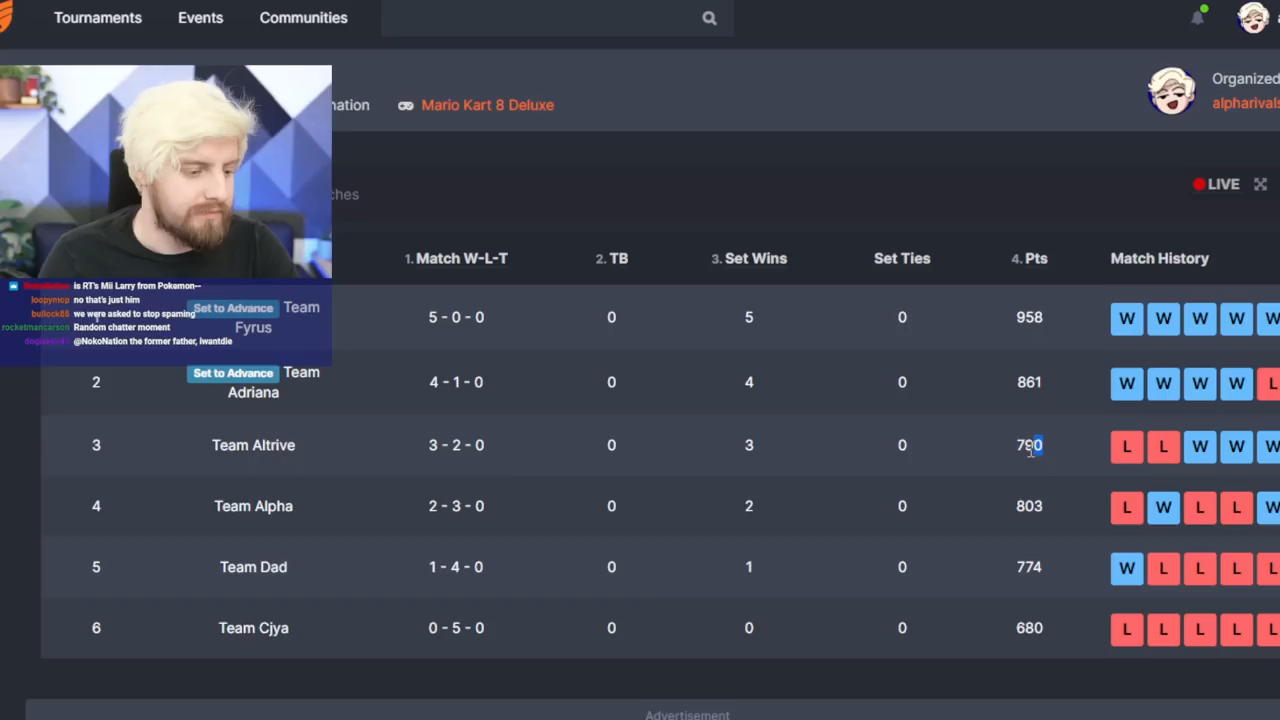 Tournaments Events Communities
Organized
nation Mario Kart 8 Deluxe
alpharivals
ches
LIVE
1. Match W-L-T 2. TB 3. Set Wins Set Ties 4. Pts Match History
is RT's Mii Larry from Pokemon--
loopymop no that's just him
bullock86 we were asked to stop spaming
rocketmancarson Random chatter moment
@NokoNation the former father, iwantdie
Set to Advance Team
Fyrus
5 - 0 - 0 0 5 0 958 W W W W W
2 Set to Advance Team
Adriana
4 - 1 - 0 0 4 0 861 W W W W L
3 Team Altrive 3 - 2 - 0 0 3 0 790 L L W W W
4 Team Alpha 2 - 3 - 0 0 2 0 803 L W L L W
5 Team Dad 1 - 4 - 0 0 1 0 774 W L L L L
6 Team Cjya 0 - 5 - 0 0 0 0 680 L L L L L
Advertisement